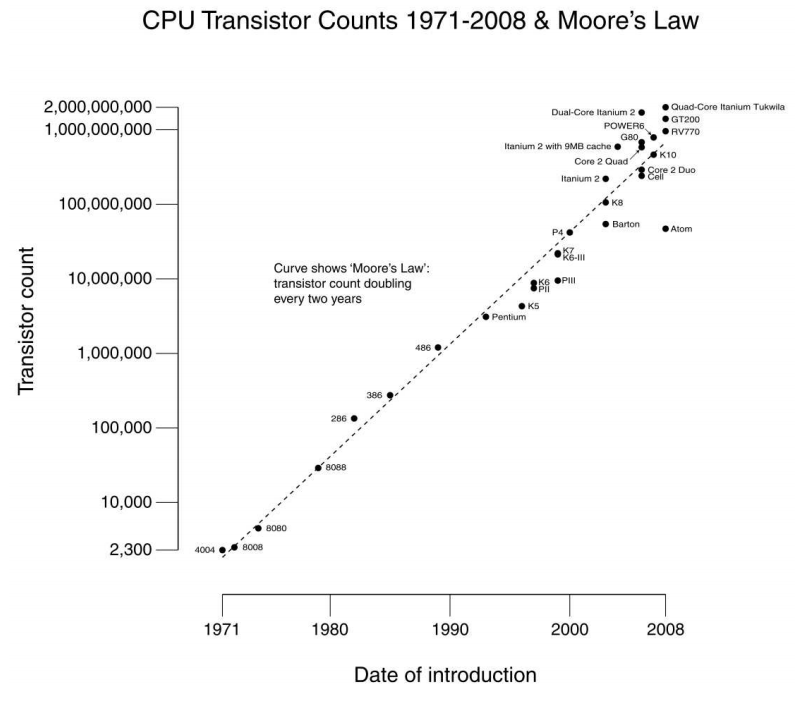 CPU Transistor Counts 1971-2008 & Moore's Law
2,000,000,000
1,000,000,000
100,000,000
10,000,000
1,000,000
100,000
10,000
2,300
Transistor count
Curve shows ‘Moore's Law’:
transistor count doubling
every two years
Quad-Core Itanium Tukwila
Dual-Core Itanium 2
GT200
POWER6
RV770
G80
Itanium 2 with 9MB cache
K10
Core 2 Quad
Core 2 Duo
Cell
Itanium 2
K8
Barton
Atom
P4
K7
K6-III
K6
PIII
PII
K5
Pentium
486
386
286
8088
8080
8008
4004
1971
1980
1990
2000
2008
Date of introduction